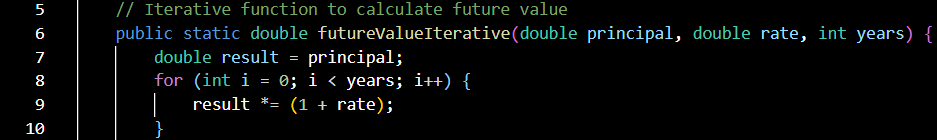 5 // Iterative function to calculate future value
6 public static double futureValueIterative(double principal, double rate, int years) {
7 double result = principal;
8 for (int i = 0; i < years; i++) {
9 result *= (1 + rate);
10 }